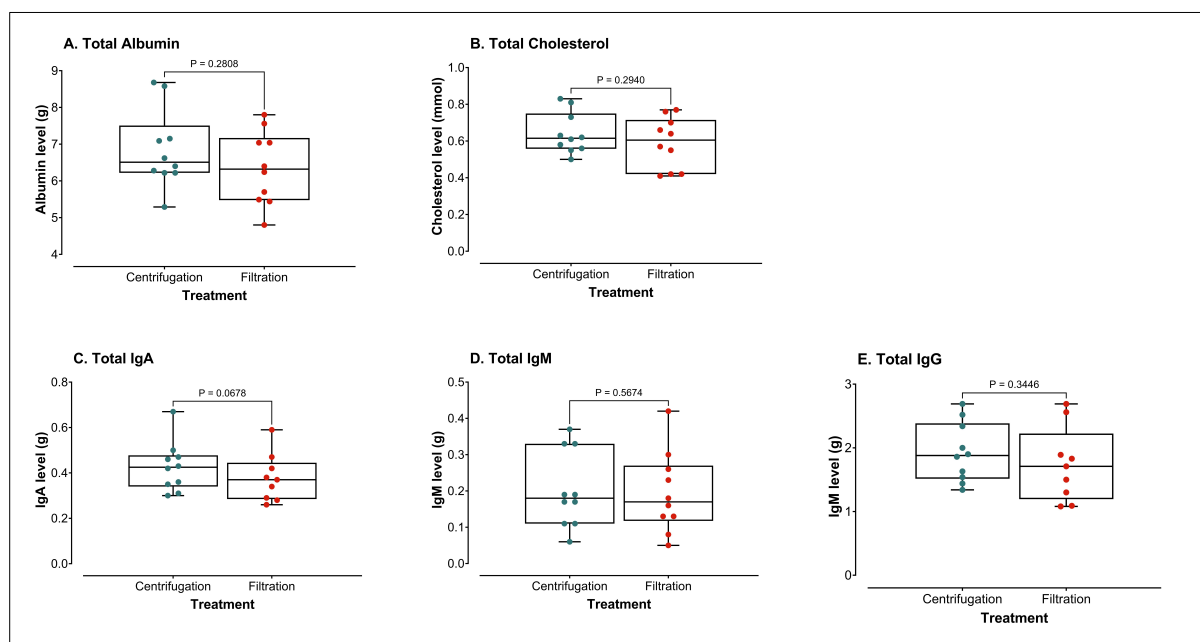 A. Total Albumin
P = 0.2808
Albumin level (g)
9
8
7
6
5
4
Centrifugation
Filtration
Treatment
B. Total Cholesterol
P = 0.2940
Cholesterol level (mmol)
1.0
0.8
0.6
0.4
0.2
0.0
Centrifugation
Filtration
Treatment
C. Total IgA
P = 0.0678
IgA level (g)
0.8
0.6
0.4
0.2
0.0
Centrifugation
Filtration
Treatment
D. Total IgM
P = 0.5674
IgM level (g)
0.5
0.4
0.3
0.2
0.1
0.0
Centrifugation
Filtration
Treatment
E. Total IgG
P = 0.3446
IgM level (g)
3
2
1
0
Centrifugation
Filtration
Treatment